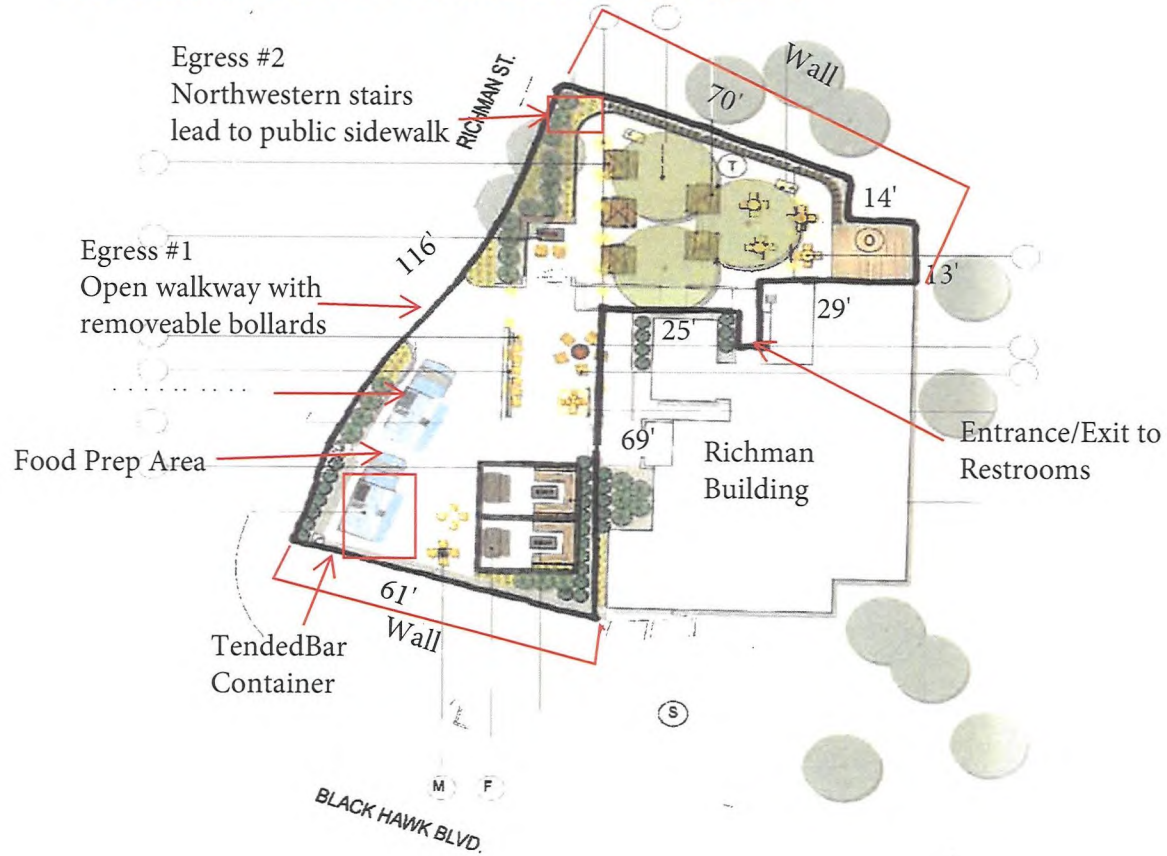 Egress #2
Northwestern stairs
lead to public sidewalk
RICHMAN ST.
Wall
70'
T
14'
O
13'
Egress #1
Open walkway with
removeable bollards
116'
29'
25'
Entrance/Exit to
Restrooms
69'
Richman
Building
Food Prep Area
61'
Wall
TendedBar
Container
S
M
F
BLACK HAWK BLVD.